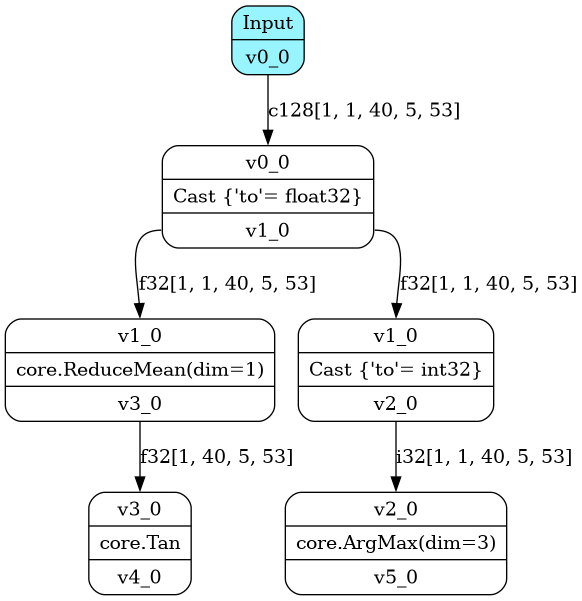 Input
v0_0
c128[1, 1, 40, 5, 53]
v0_0
Cast {'to'= float32}
v1_0
f32[1, 1, 40, 5, 53]
f32[1, 1, 40, 5, 53]
v1_0
core.ReduceMean(dim=1)
v3_0
v1_0
Cast {'to'= int32}
v2_0
f32[1, 40, 5, 53]
i32[1, 1, 40, 5, 53]
v3_0
core.Tan
v4_0
v2_0
core.ArgMax(dim=3)
v5_0